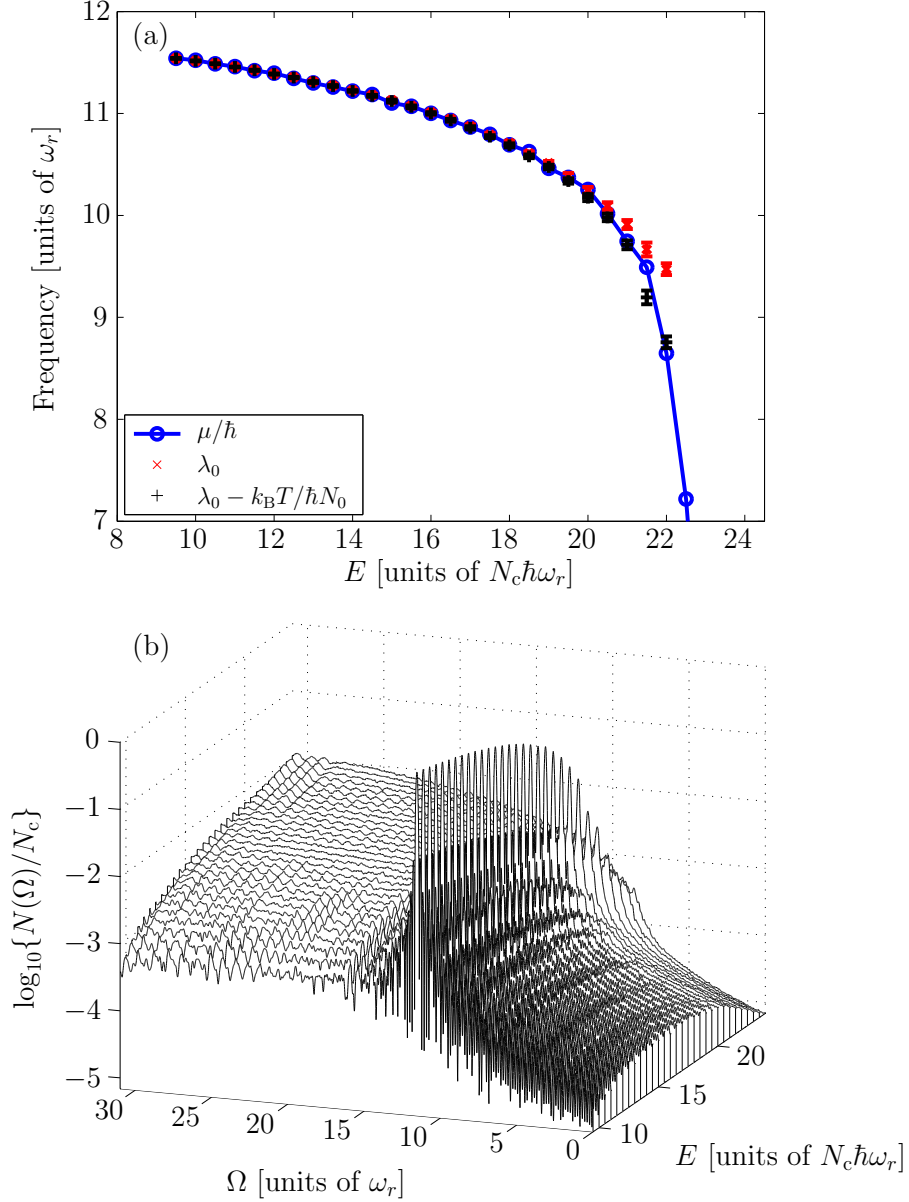 (a)
12
11
10
9
8
7
Frequency [units of ω_r]
μ/ħ
λ_0
λ_0 − k_B T/ħN_0
8 10 12 14 16 18 20 22 24
E [units of N_c ħω_r]
(b)
0
−1
−2
−3
−4
−5
log_10{N(Ω)/N_c}
30 25 20 15 10 5 0
Ω [units of ω_r]
10 15 20
E [units of N_c ħω_r]